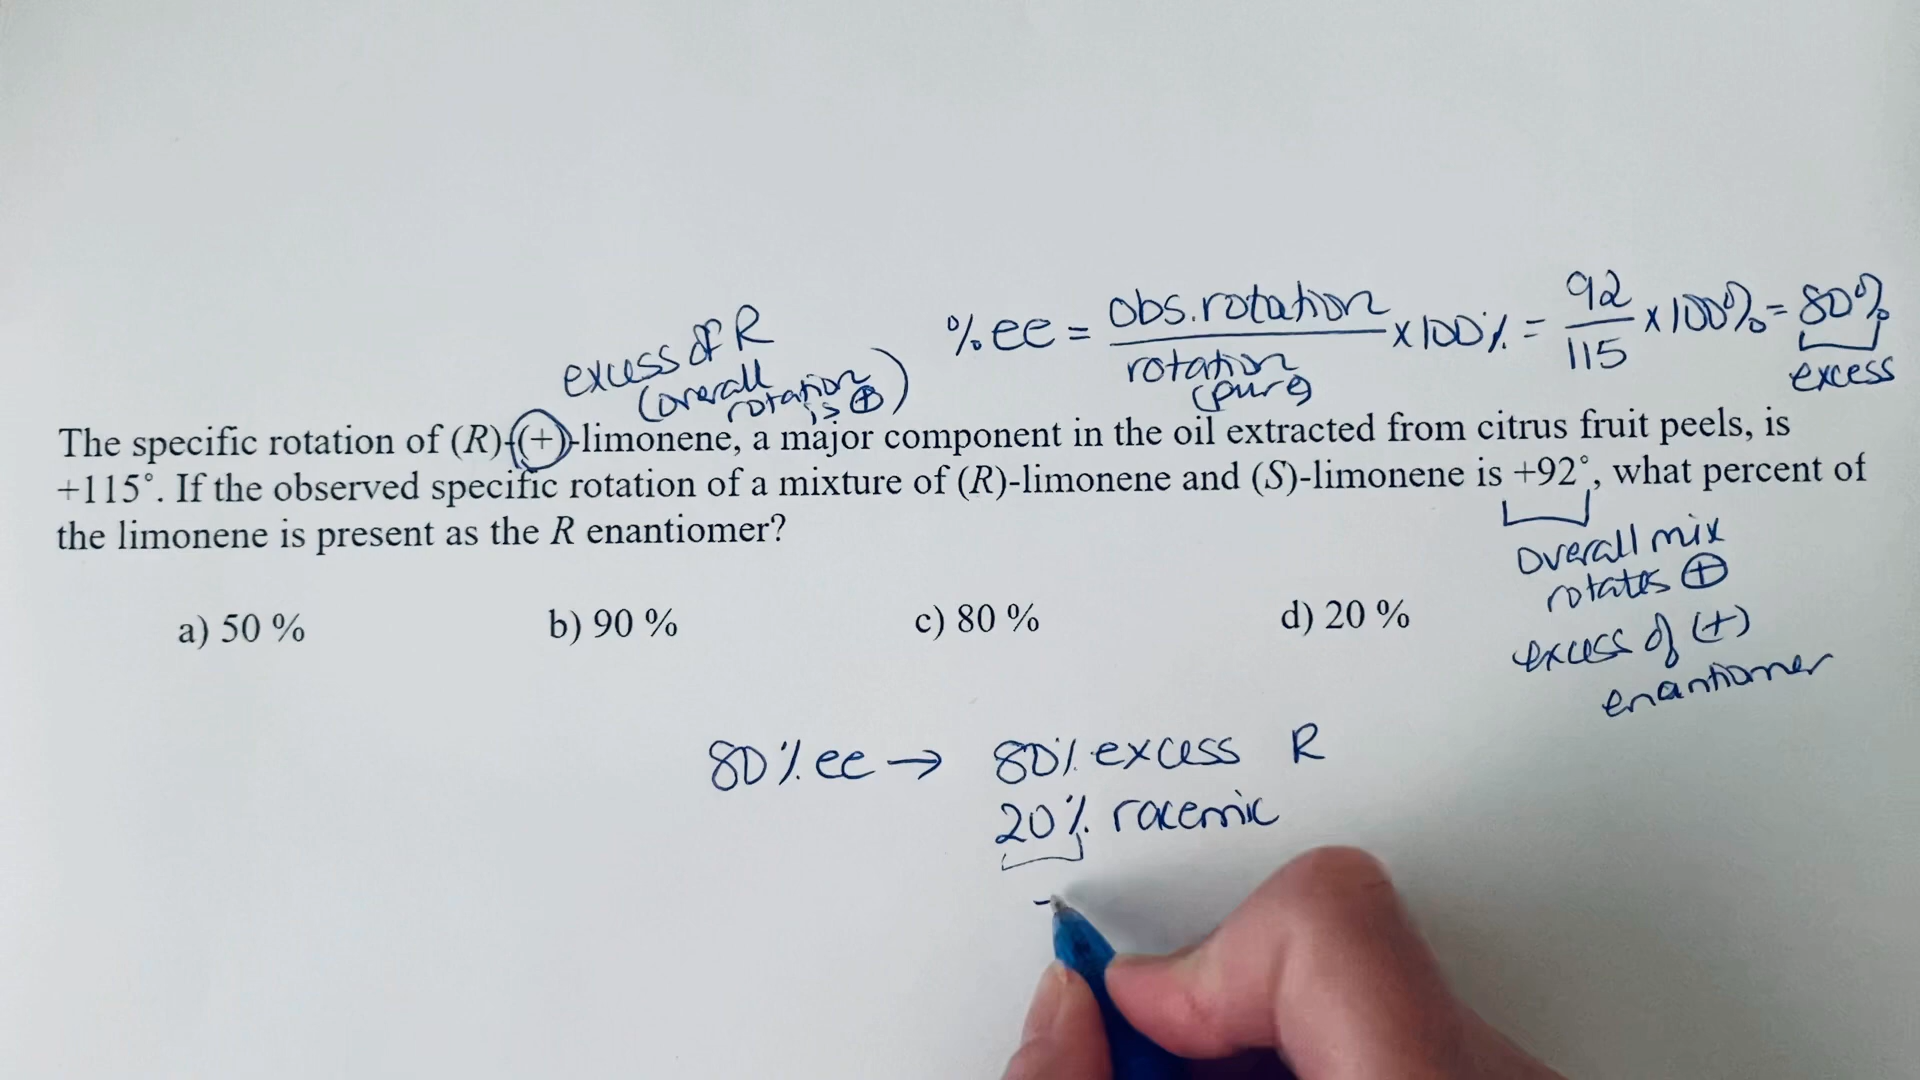 excess of R
(overall
rotation
is ⊕)
%ee = obs.rotation / rotation (pure) x100% = 92/115 x100% = 80%
excess
The specific rotation of (R)-(+)-limonene, a major component in the oil extracted from citrus fruit peels, is
+115°. If the observed specific rotation of a mixture of (R)-limonene and (S)-limonene is +92°, what percent of
the limonene is present as the R enantiomer?
overall mix
rotates ⊕
excess of (+)
enantiomer
a) 50 % b) 90 % c) 80 % d) 20 %
80% ee → 80% excess R
20% racemic